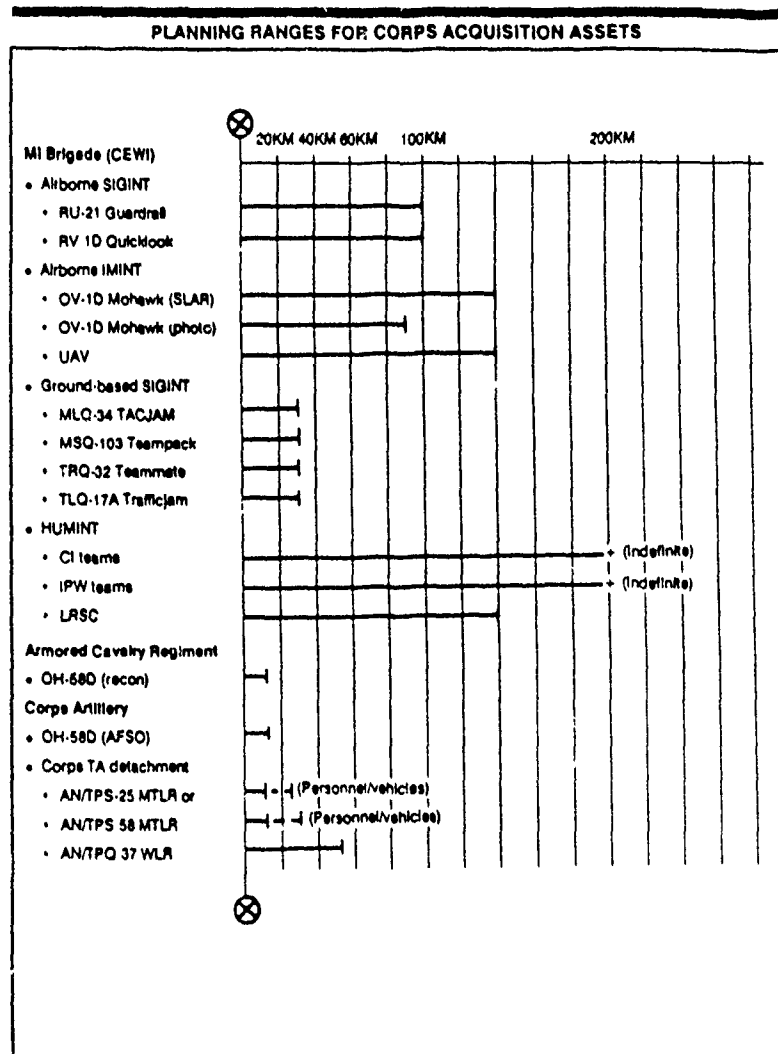 PLANNING RANGES FOR CORPS ACQUISITION ASSETS
20KM 40KM 60KM 100KM 200KM
MI Brigade (CEWI)
• Airborne SIGINT
• RU-21 Guardrail
• RV 1D Quicklook
• Airborne IMINT
• OV-1D Mohawk (SLAR)
• OV-1D Mohawk (photo)
• UAV
• Ground-based SIGINT
• MLQ-34 TACJAM
• MSQ-103 Teampack
• TRQ-32 Teammate
• TLQ-17A Trafficjam
• HUMINT
• CI teams + (Indefinite)
• IPW teams + (Indefinite)
• LRSC
Armored Cavalry Regiment
• OH-58D (recon)
Corps Artillery
• OH-58D (AFSO)
• Corps TA detachment
• AN/TPS-25 MTLR or (Personnel/vehicles)
• AN/TPS 58 MTLR (Personnel/vehicles)
• AN/TPQ 37 WLR